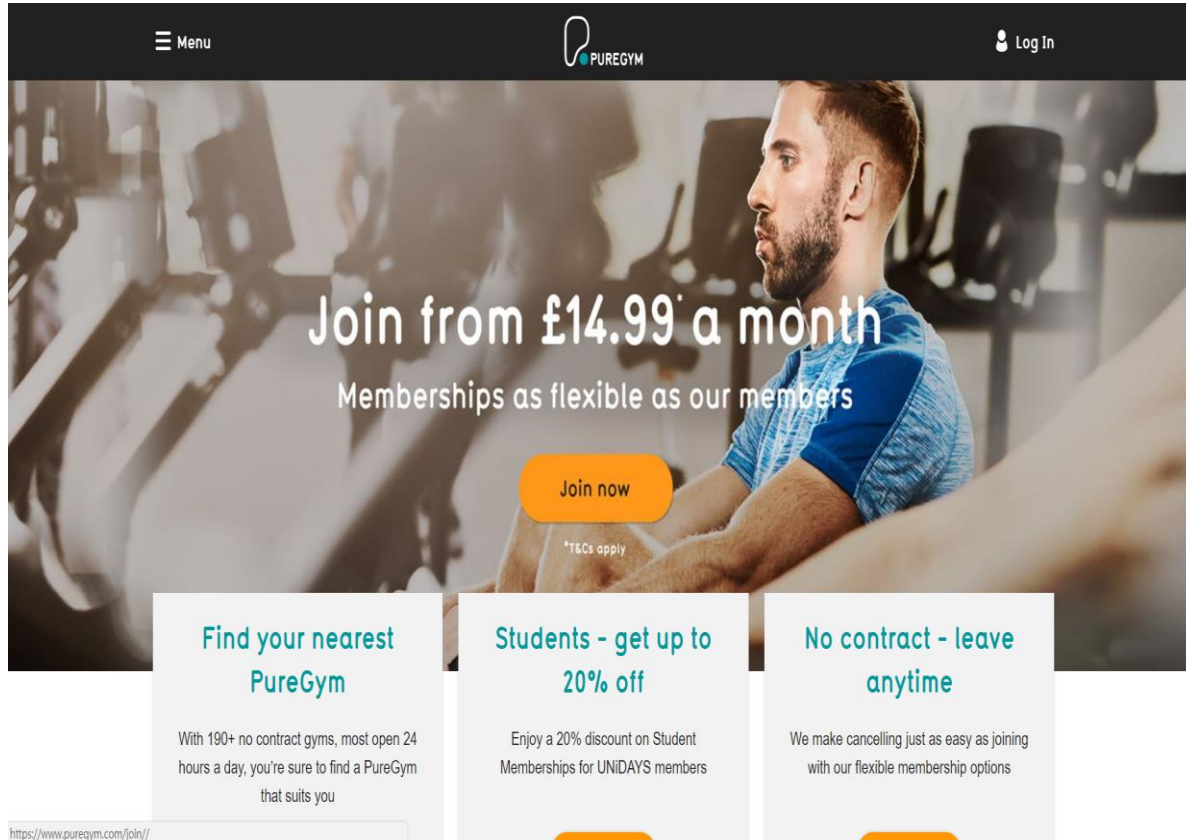 Menu
PUREGYM
Log In
Join from £14.99* a month
Memberships as flexible as our members
Join now
*T&Cs apply
Find your nearest
PureGym
With 190+ no contract gyms, most open 24
hours a day, you're sure to find a PureGym
that suits you
Students - get up to
20% off
Enjoy a 20% discount on Student
Memberships for UNiDAYS members
No contract - leave
anytime
We make cancelling just as easy as joining
with our flexible membership options
https://www.puregym.com/join//